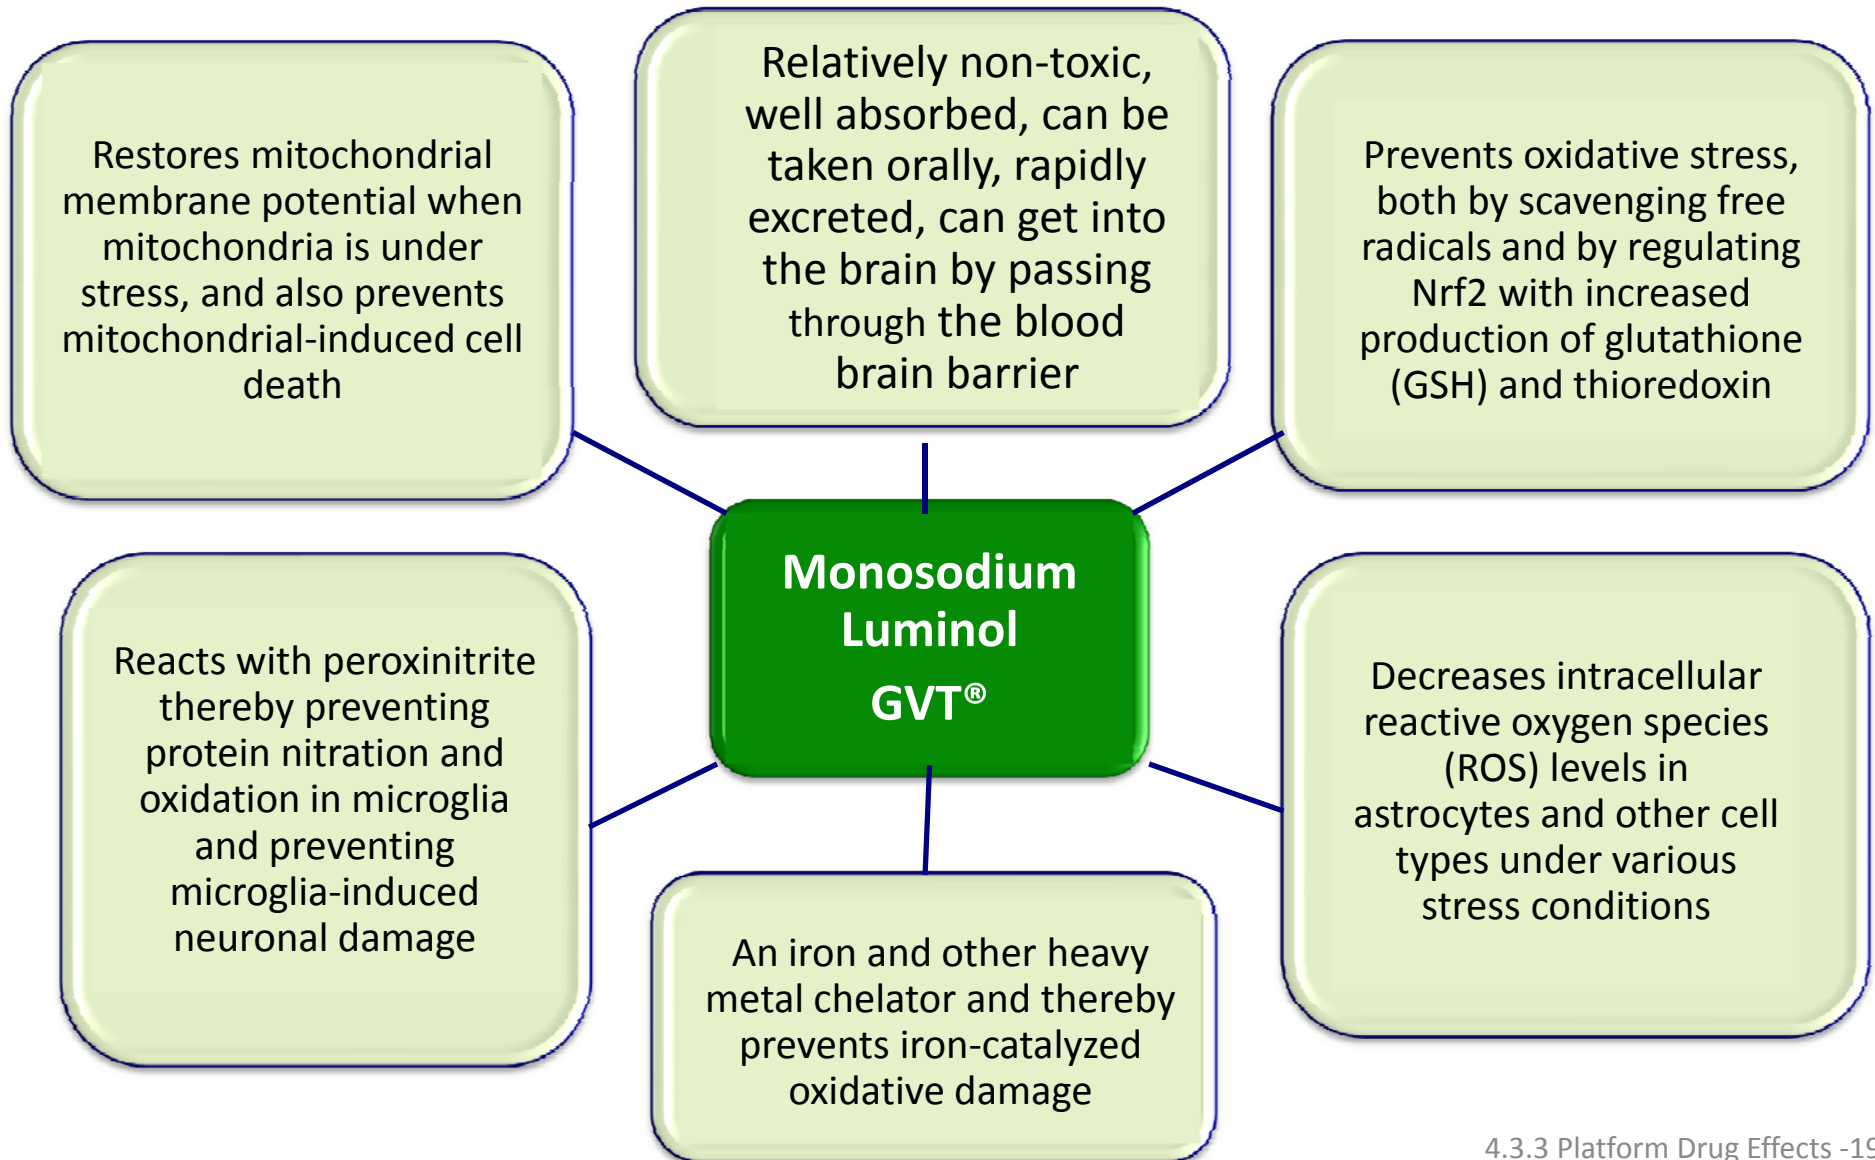 Restores mitochondrial
membrane potential when
mitochondria is under
stress, and also prevents
mitochondrial-induced cell
death
Relatively non-toxic,
well absorbed, can be
taken orally, rapidly
excreted, can get into
the brain by passing
through the blood
brain barrier
Prevents oxidative stress,
both by scavenging free
radicals and by regulating
Nrf2 with increased
production of glutathione
(GSH) and thioredoxin
Monosodium
Luminol
GVT®
Reacts with peroxinitrite
thereby preventing
protein nitration and
oxidation in microglia
and preventing
microglia-induced
neuronal damage
An iron and other heavy
metal chelator and thereby
prevents iron-catalyzed
oxidative damage
Decreases intracellular
reactive oxygen species
(ROS) levels in
astrocytes and other cell
types under various
stress conditions
4.3.3 Platform Drug Effects -19